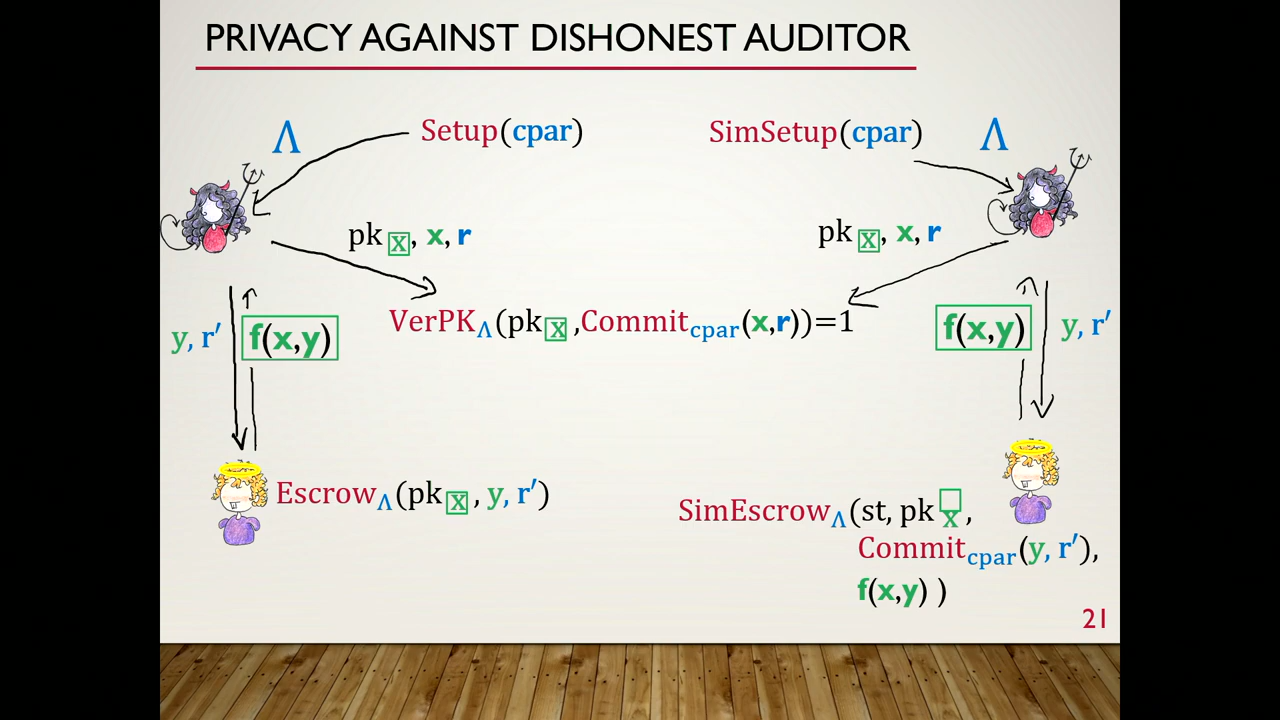 PRIVACY AGAINST DISHONEST AUDITOR
Λ
Setup(cpar)
SimSetup(cpar)
Λ
pk x, x, r
pk x, x, r
VerPKΛ(pk x ,Commitcpar(x,r))=1
y, r′
f(x,y)
f(x,y)
y, r′
EscrowΛ(pk x , y, r′)
SimEscrowΛ(st, pk x,
Commitcpar(y, r′),
f(x,y) )
21